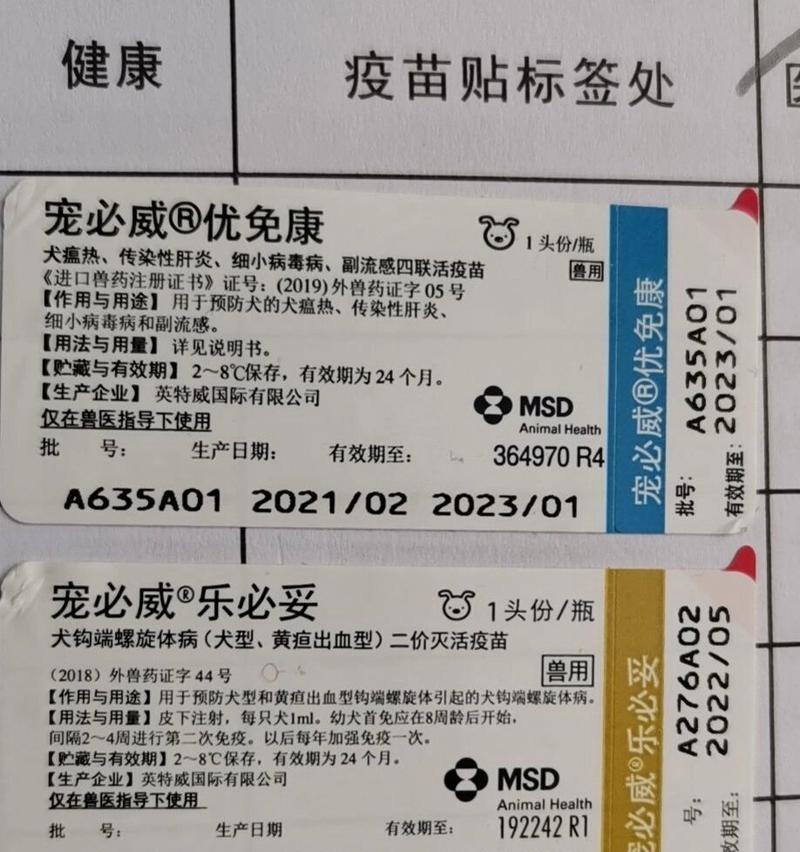 健康
疫苗贴标签处
宠必威®优免康
1头份/瓶
犬瘟热、传染性肝炎、细小病毒病、副流感四联活疫苗
兽用
《进口兽药注册证书》证号：(2019)外兽药证字 05 号
【作用与用途】用于预防犬的犬瘟热、传染性肝炎、
细小病毒病和副流感。
【用法与用量】详见说明书。
【贮藏与有效期】2～8℃保存，有效期为 24 个月。
【生产企业】英特威国际有限公司
仅在兽医指导下使用
MSD
Animal Health
批 号： 生产日期： 有效期至：
364970 R4
A635A01 2021/02 2023/01
宠必威®优免康
批号： A635A01
有效期至： 2023/01
宠必威®乐必妥
1头份/瓶
犬钩端螺旋体病（犬型、黄疸出血型）二价灭活疫苗
兽用
（2018）外兽药证字 44 号
【作用与用途】用于预防犬型和黄疸出血型钩端螺旋体引起的犬钩端螺旋体病。
【用法与用量】皮下注射，每只犬1ml。幼犬首免应在8周龄后开始，
间隔2～4周进行第二次免疫。以后每年加强免疫一次。
【贮藏与有效期】2～8℃保存，有效期为 24 个月。
【生产企业】英特威国际有限公司
仅在兽医指导下使用
MSD
Animal Health
批 号： 生产日期 有效期至：
192242 R1
必威®乐必妥
号： A276A02
效期至： 2022/05